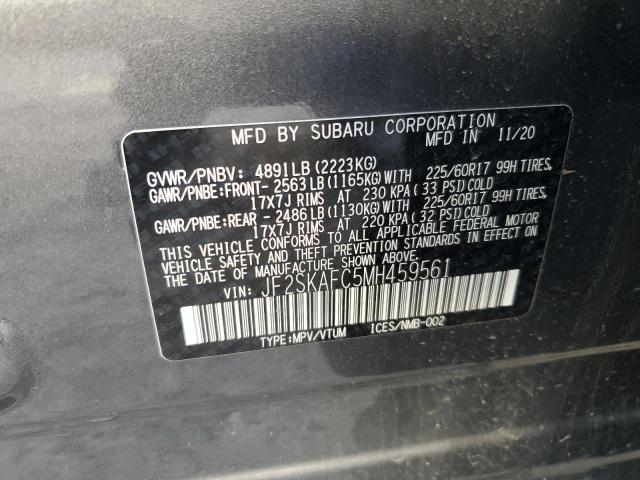 MFD BY SUBARU CORPORATION
MFD IN 11/20
GVWR/PNBV: 4891LB(2223KG)
GAWR/PNBE:FRONT- 2563LB(1165KG)WITH 225/60R17 99H TIRES,
17X7J RIMS AT 230 KPA(33 PSI)COLD
GAWR/PNBE:REAR - 2486LB(1130KG)WITH 225/60R17 99H TIRES,
17X7J RIMS AT 220 KPA(32 PSI)COLD
THIS VEHICLE CONFORMS TO ALL APPLICABLE FEDERAL MOTOR
VEHICLE SAFETY AND THEFT PREVENTION STANDARDS IN EFFECT
ON THE DATE OF MANUFACTURE SHOWN ABOVE.
VIN: JF2SKAFC5MH459561
TYPE:MPV/VTUM ICES/NMB-002